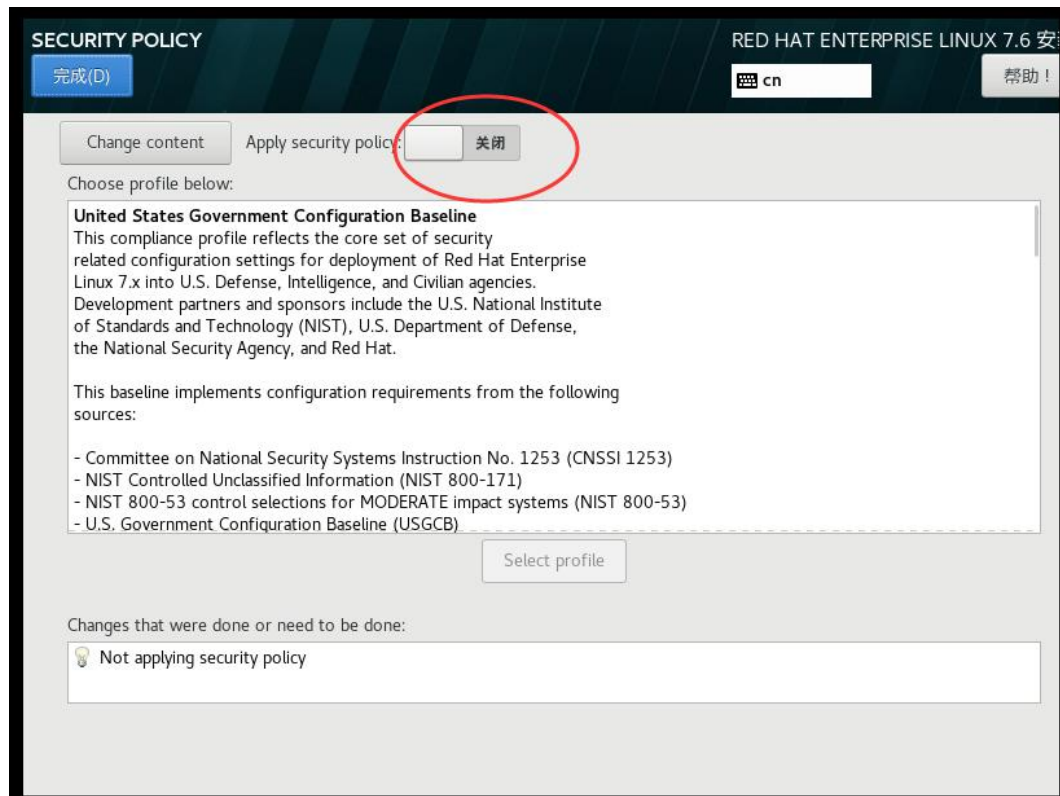 SECURITY POLICY
RED HAT ENTERPRISE LINUX 7.6 安
完成(D)
cn
帮助！
Change content
Apply security policy:
关闭
Choose profile below:
United States Government Configuration Baseline
This compliance profile reflects the core set of security
related configuration settings for deployment of Red Hat Enterprise
Linux 7.x into U.S. Defense, Intelligence, and Civilian agencies.
Development partners and sponsors include the U.S. National Institute
of Standards and Technology (NIST), U.S. Department of Defense,
the National Security Agency, and Red Hat.
This baseline implements configuration requirements from the following
sources:
- Committee on National Security Systems Instruction No. 1253 (CNSSI 1253)
- NIST Controlled Unclassified Information (NIST 800-171)
- NIST 800-53 control selections for MODERATE impact systems (NIST 800-53)
- U.S. Government Configuration Baseline (USGCB)
Select profile
Changes that were done or need to be done:
Not applying security policy